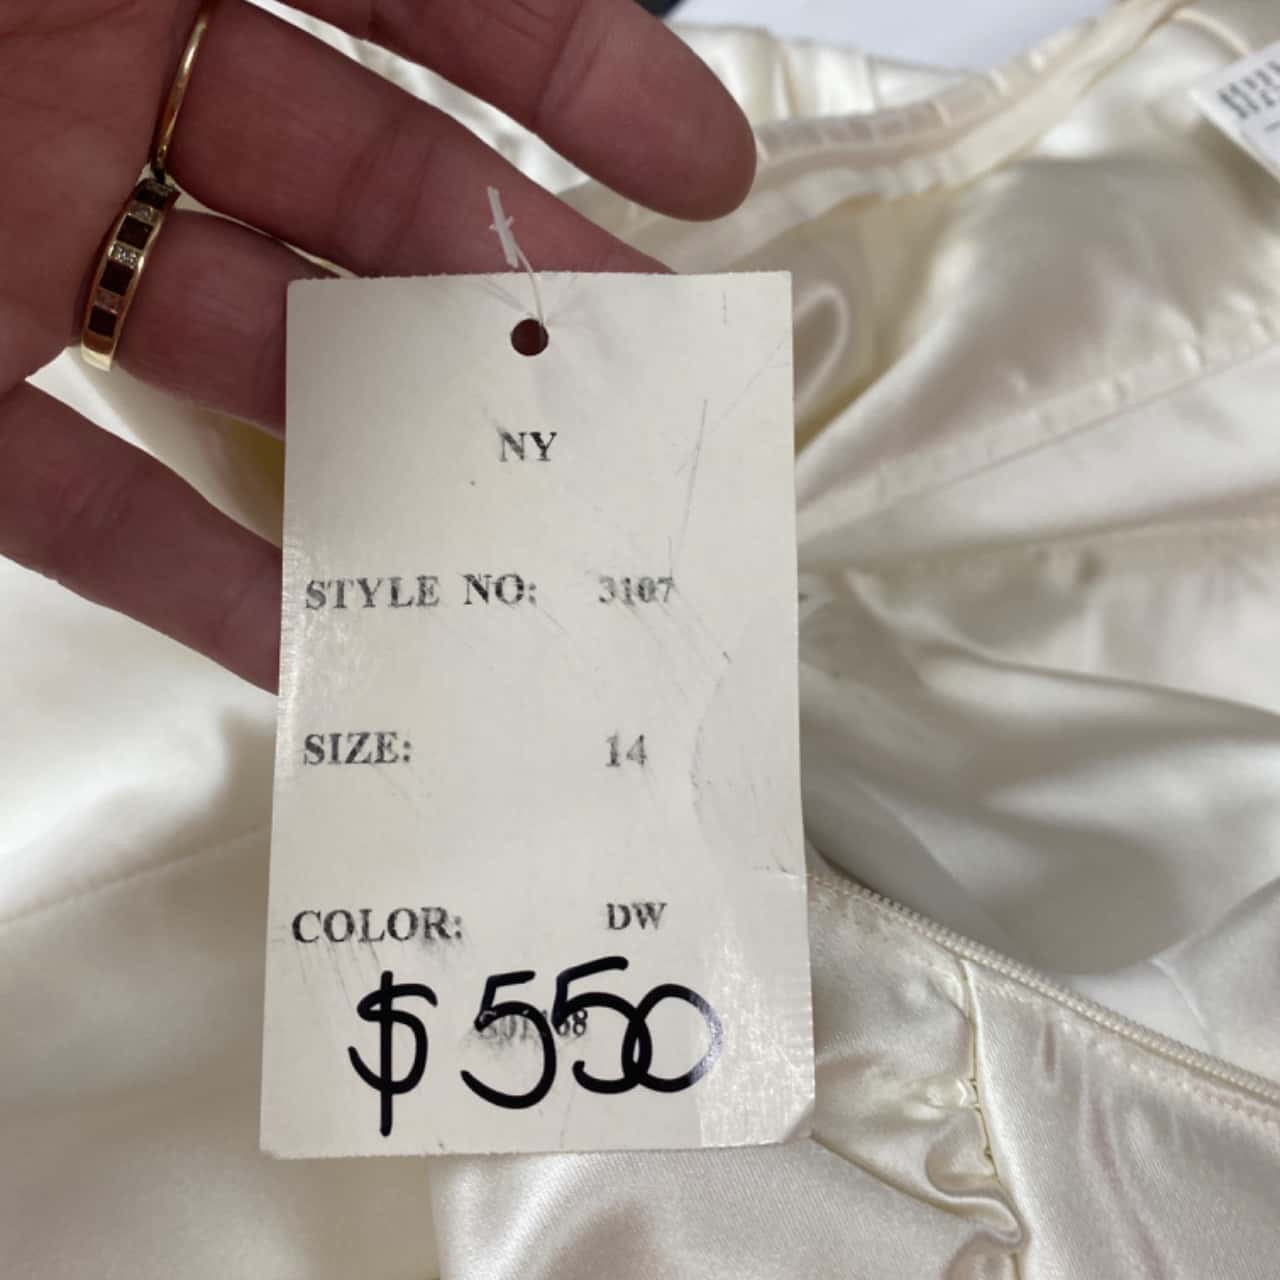 NY
STYLE NO: 3107
SIZE: 14
COLOR: DW
$550